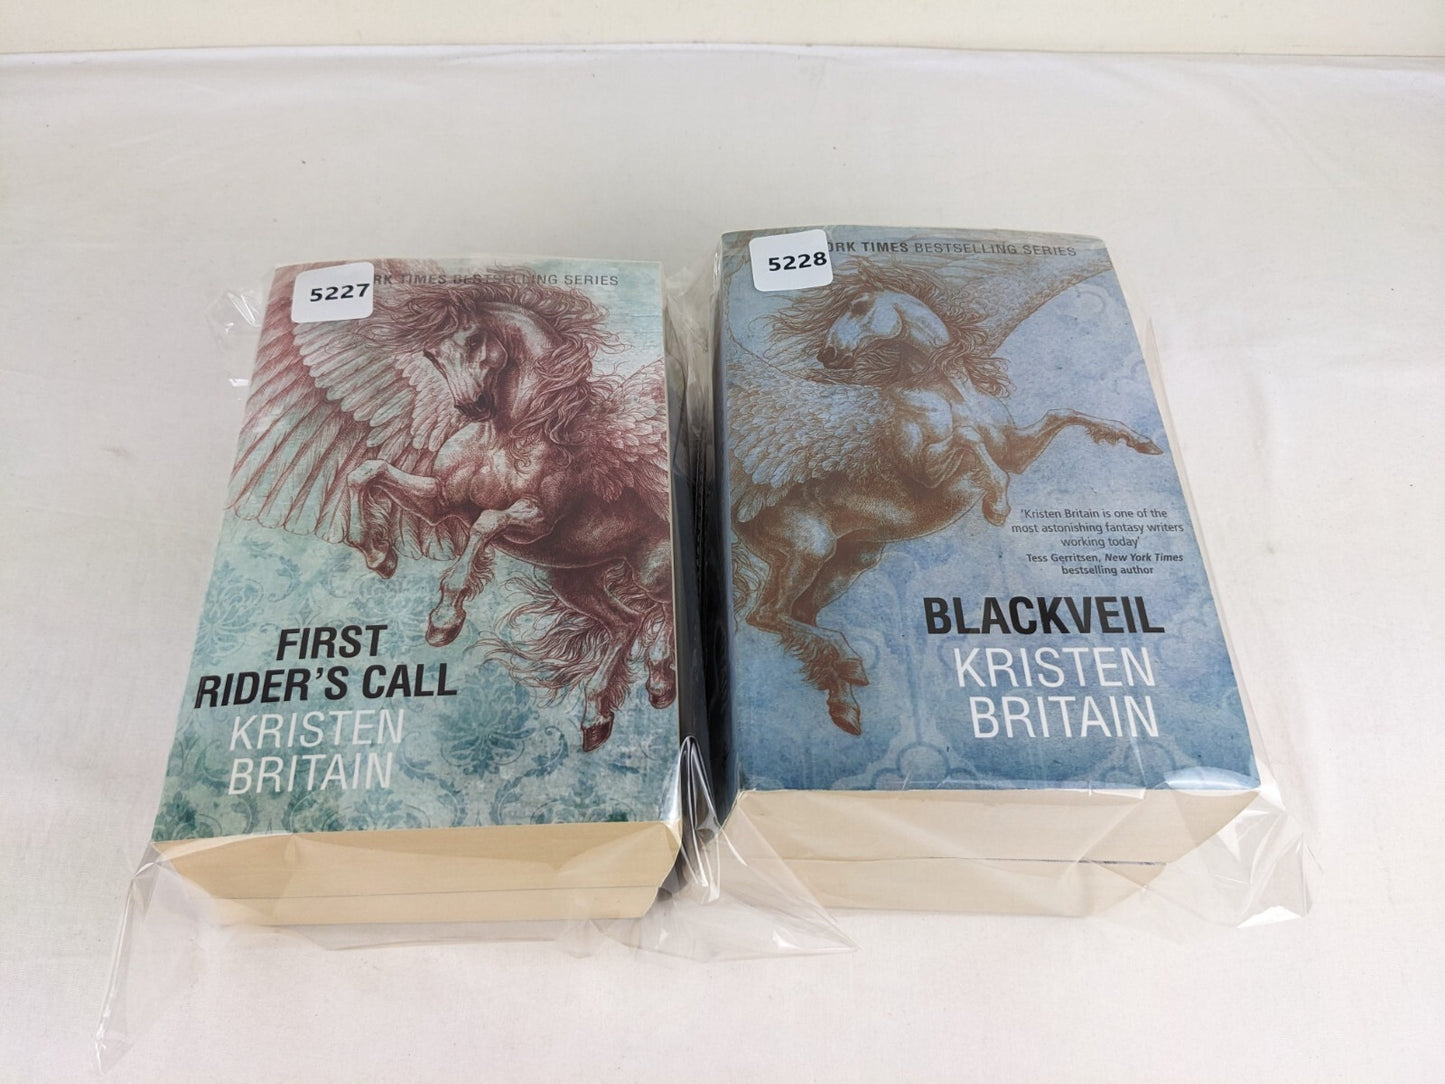 5227
RK TIMES BESTSELLING SERIES
FIRST
RIDER'S CALL
KRISTEN
BRITAIN
5228
ORK TIMES BESTSELLING SERIES
'Kristen Britain is one of the
most astonishing fantasy writers
working today'
Tess Gerritsen, New York Times
bestselling author
BLACKVEIL
KRISTEN
BRITAIN